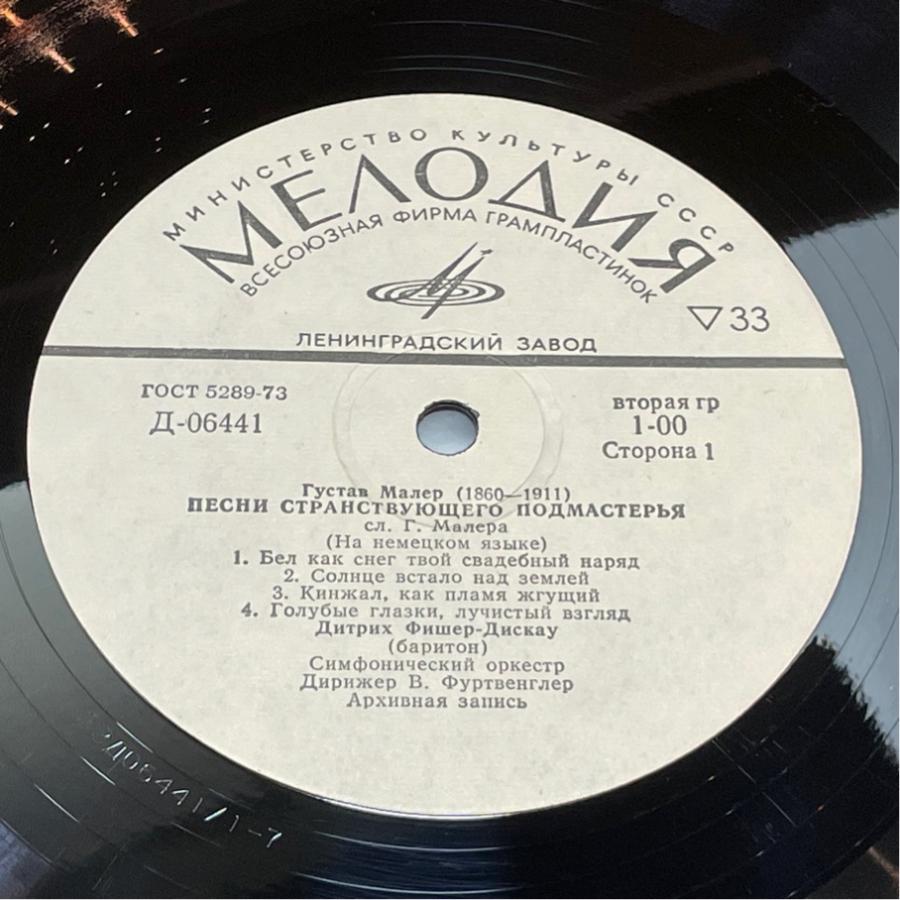 МИНИСТЕРСТВО КУЛЬТУРЫ СССР
МЕЛОДИЯ
ВСЕСОЮЗНАЯ ФИРМА ГРАМПЛАСТИНОК
▽33
ЛЕНИНГРАДСКИЙ ЗАВОД
ГОСТ 5289-73
Д-06441
вторая гр
1-00
Сторона 1
Густав Малер (1860—1911)
ПЕСНИ СТРАНСТВУЮЩЕГО ПОДМАСТЕРЬЯ
сл. Г. Малера
(На немецком языке)
1. Бел как снег твой свадебный наряд
2. Солнце встало над землей
3. Кинжал, как пламя жгущий
4. Голубые глазки, лучистый взгляд
Дитрих Фишер-Дискау
(баритон)
Симфонический оркестр
Дирижер В. Фуртвенглер
Архивная запись
Д06441/1-7